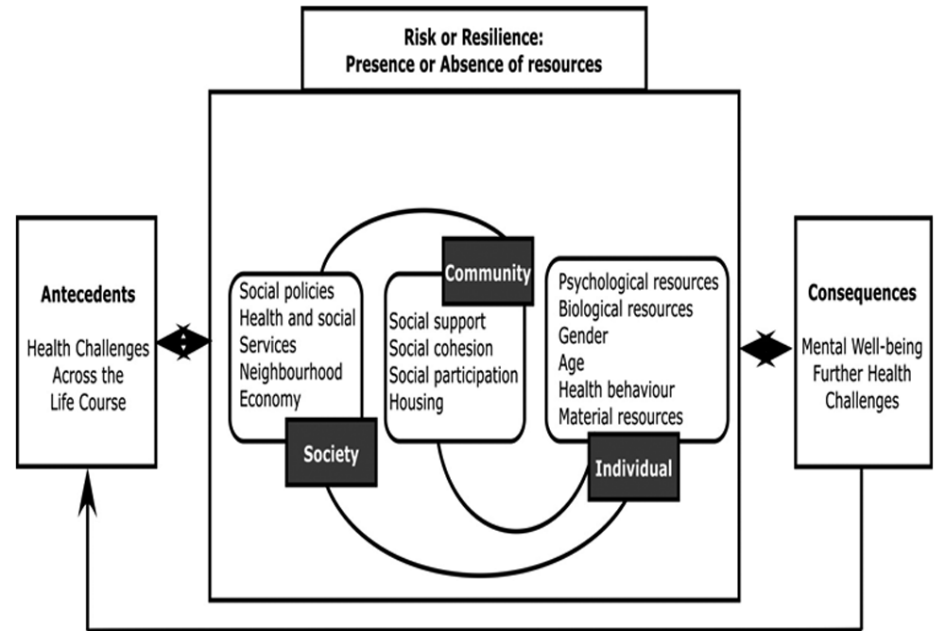 Risk or Resilience:
Presence or Absence of resources
Antecedents
Health Challenges
Across the
Life Course
Social policies
Health and social
Services
Neighbourhood
Economy
Society
Community
Social support
Social cohesion
Social participation
Housing
Psychological resources
Biological resources
Gender
Age
Health behaviour
Material resources
Individual
Consequences
Mental Well-being
Further Health
Challenges